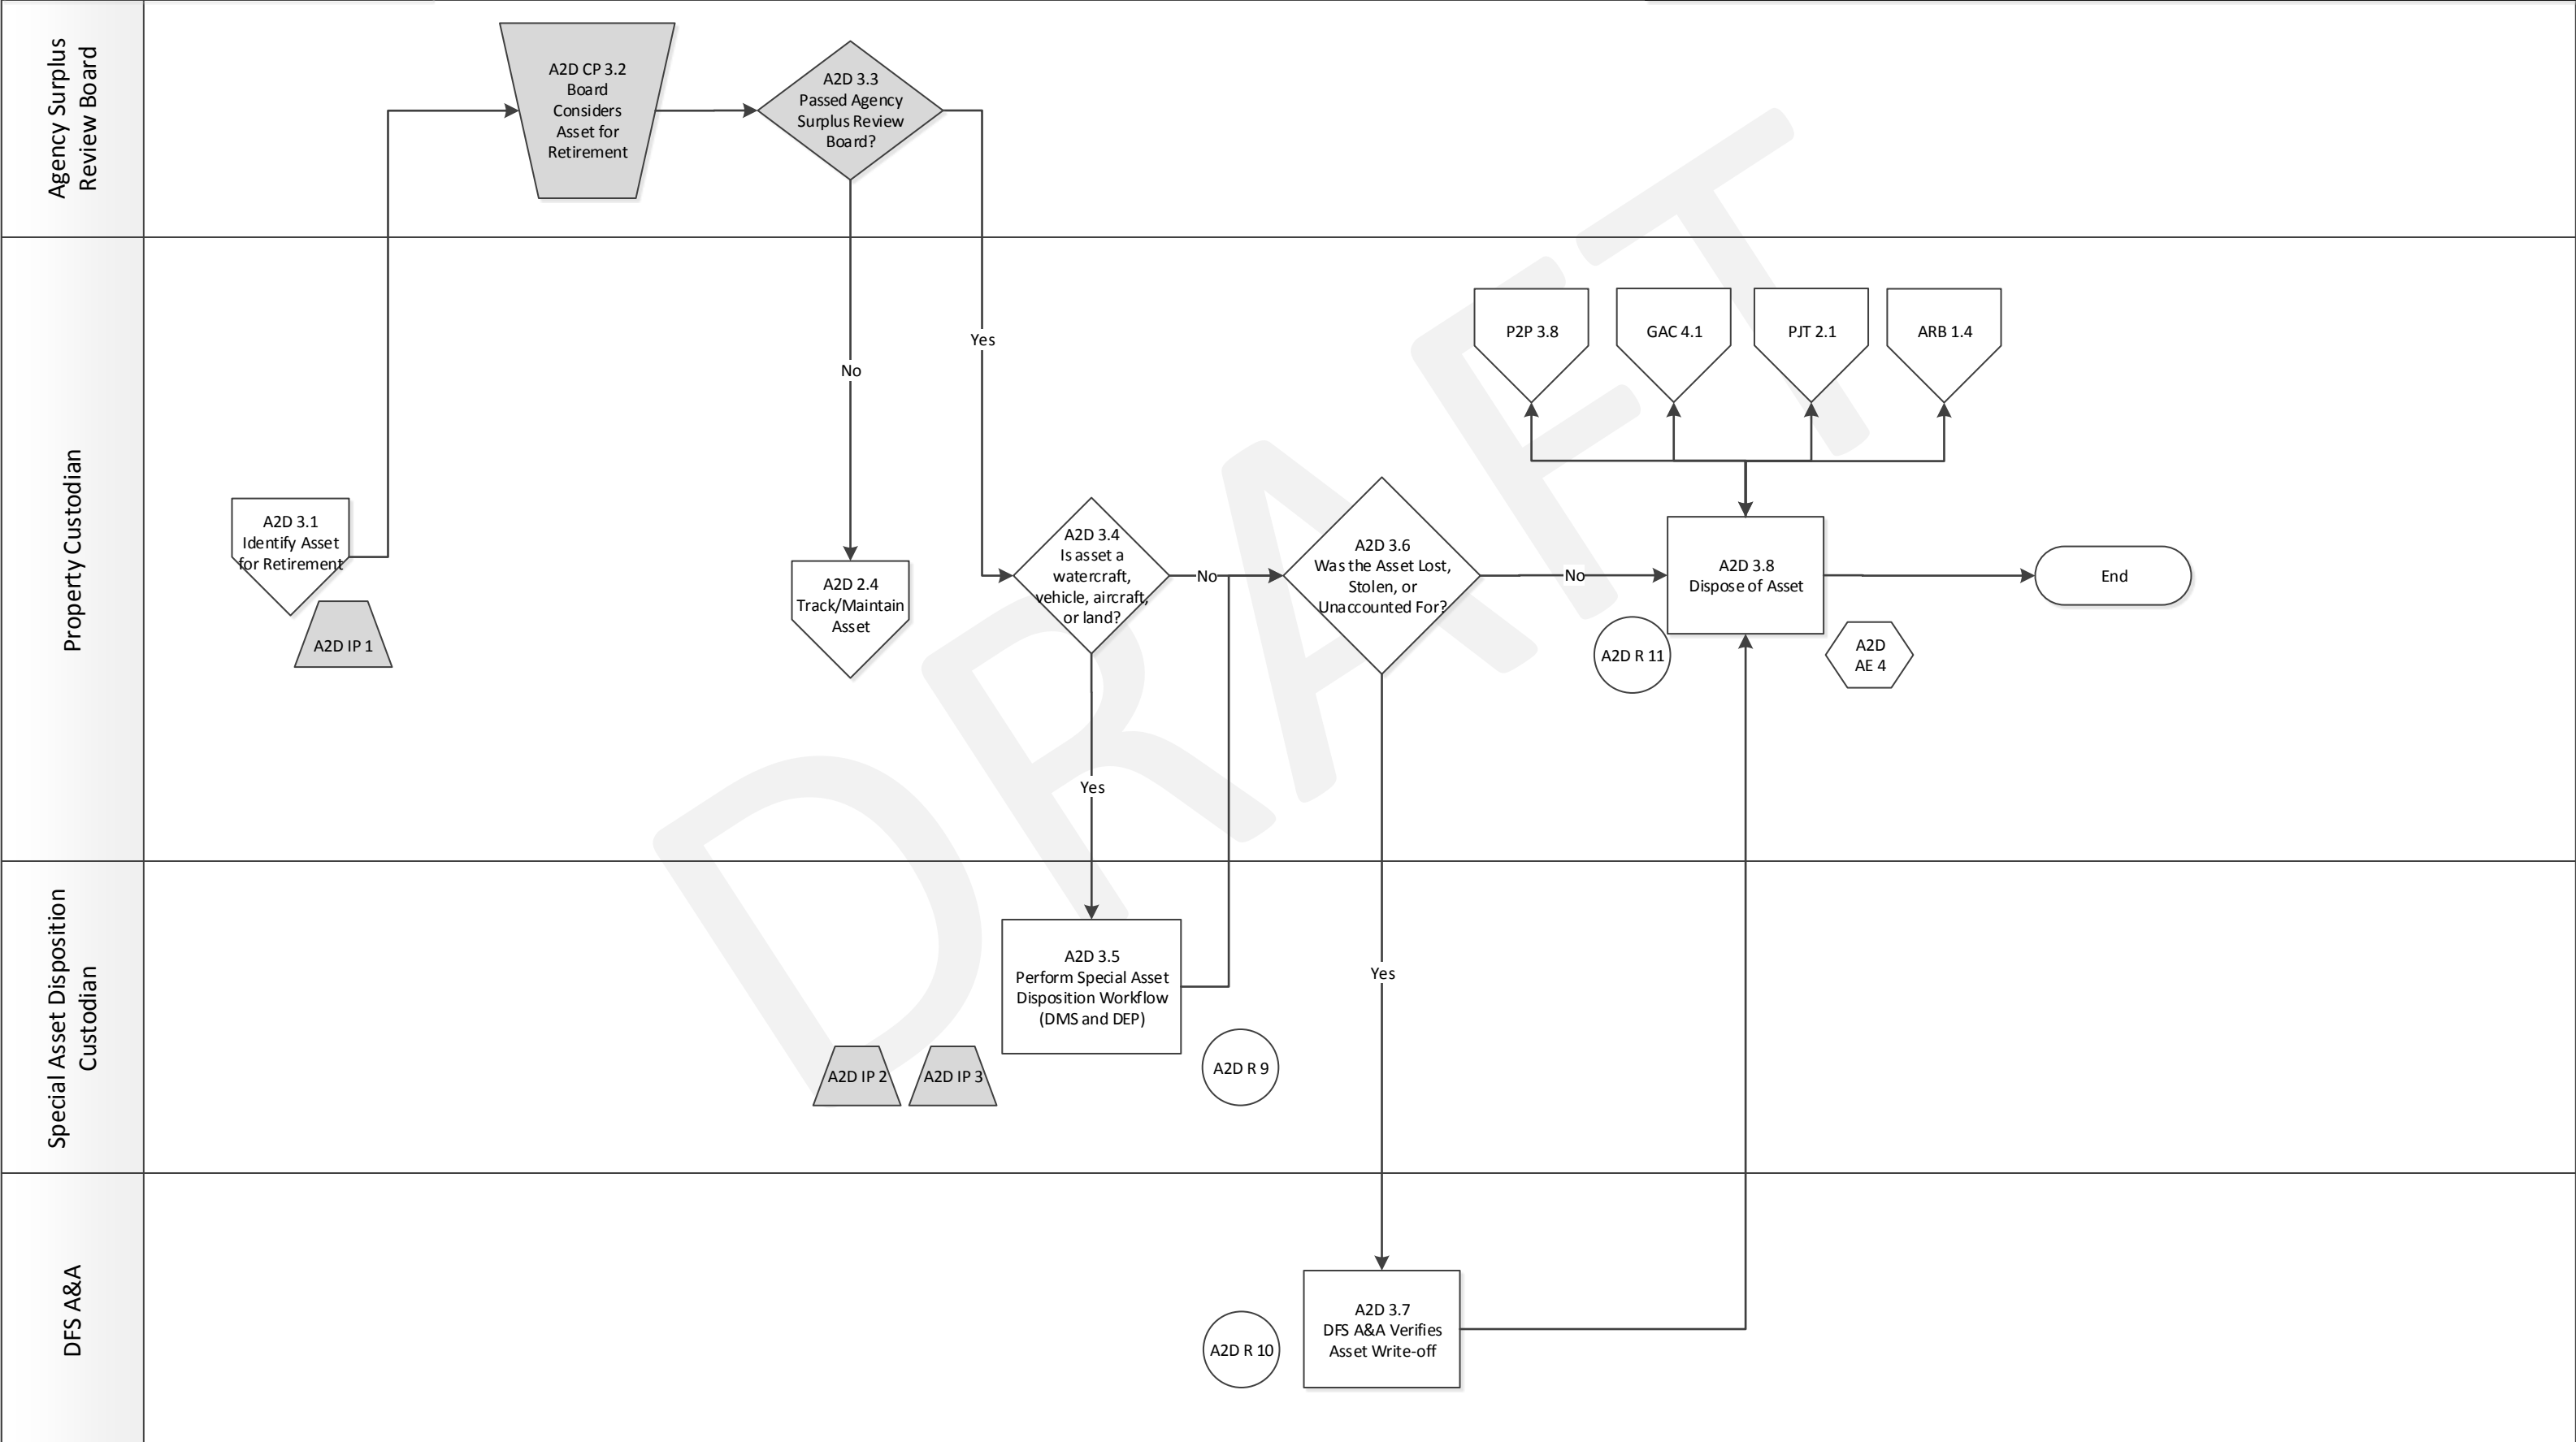 Agency Surplus
Review Board
A2D CP 3.2
Board
Considers
Asset for
Retirement
A2D 3.3
Passed Agency
Surplus Review
Board?
Property Custodian
A2D 3.1
Identify Asset
for Retirement
A2D IP 1
No
Yes
A2D 2.4
Track/Maintain
Asset
A2D 3.4
Is asset a
watercraft,
vehicle, aircraft,
or land?
No
Yes
A2D 3.6
Was the Asset Lost,
Stolen, or
Unaccounted For?
No
Yes
P2P 3.8
GAC 4.1
PJT 2.1
ARB 1.4
A2D 3.8
Dispose of Asset
A2D R 11
A2D
AE 4
End
Special Asset Disposition
Custodian
A2D 3.5
Perform Special Asset
Disposition Workflow
(DMS and DEP)
A2D IP 2
A2D IP 3
A2D R 9
DFS A&A
A2D R 10
A2D 3.7
DFS A&A Verifies
Asset Write-off
DRAFT